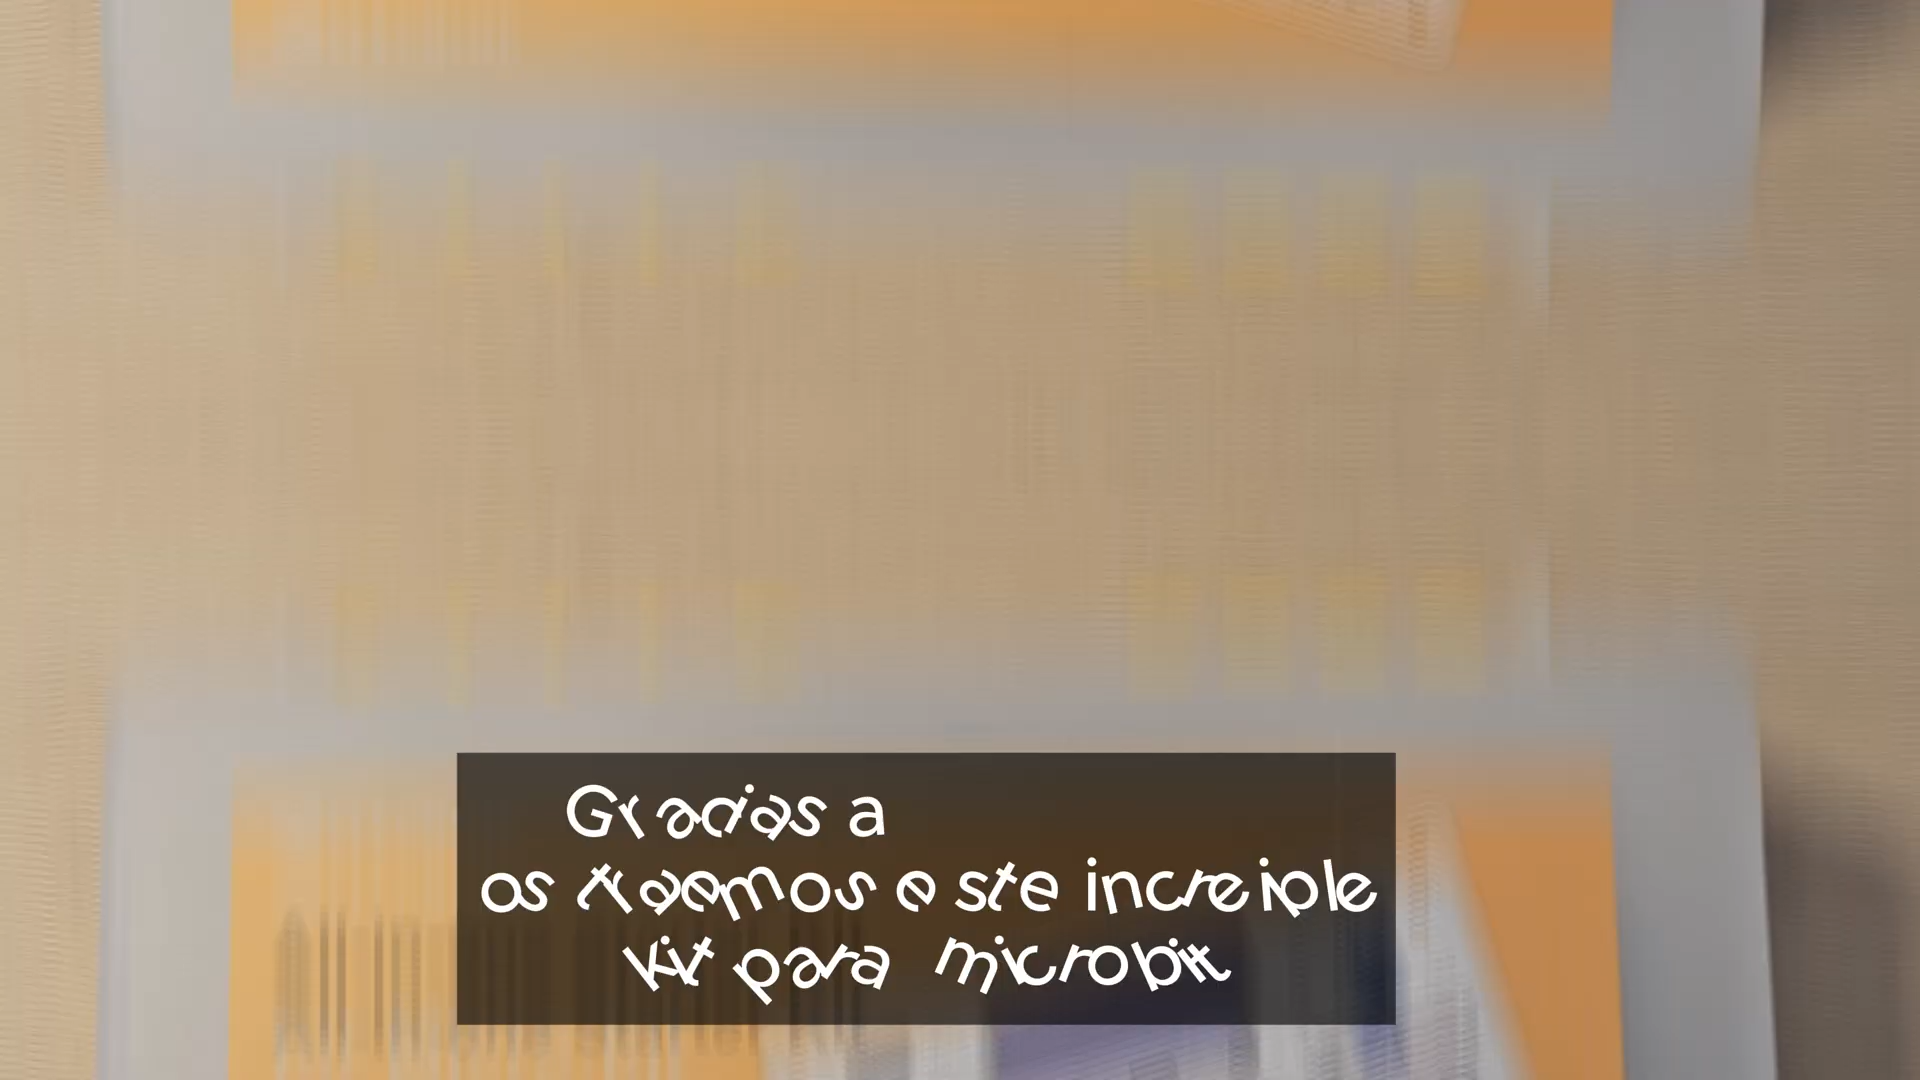 Gracias a
os traemos este increible
kit para microbit